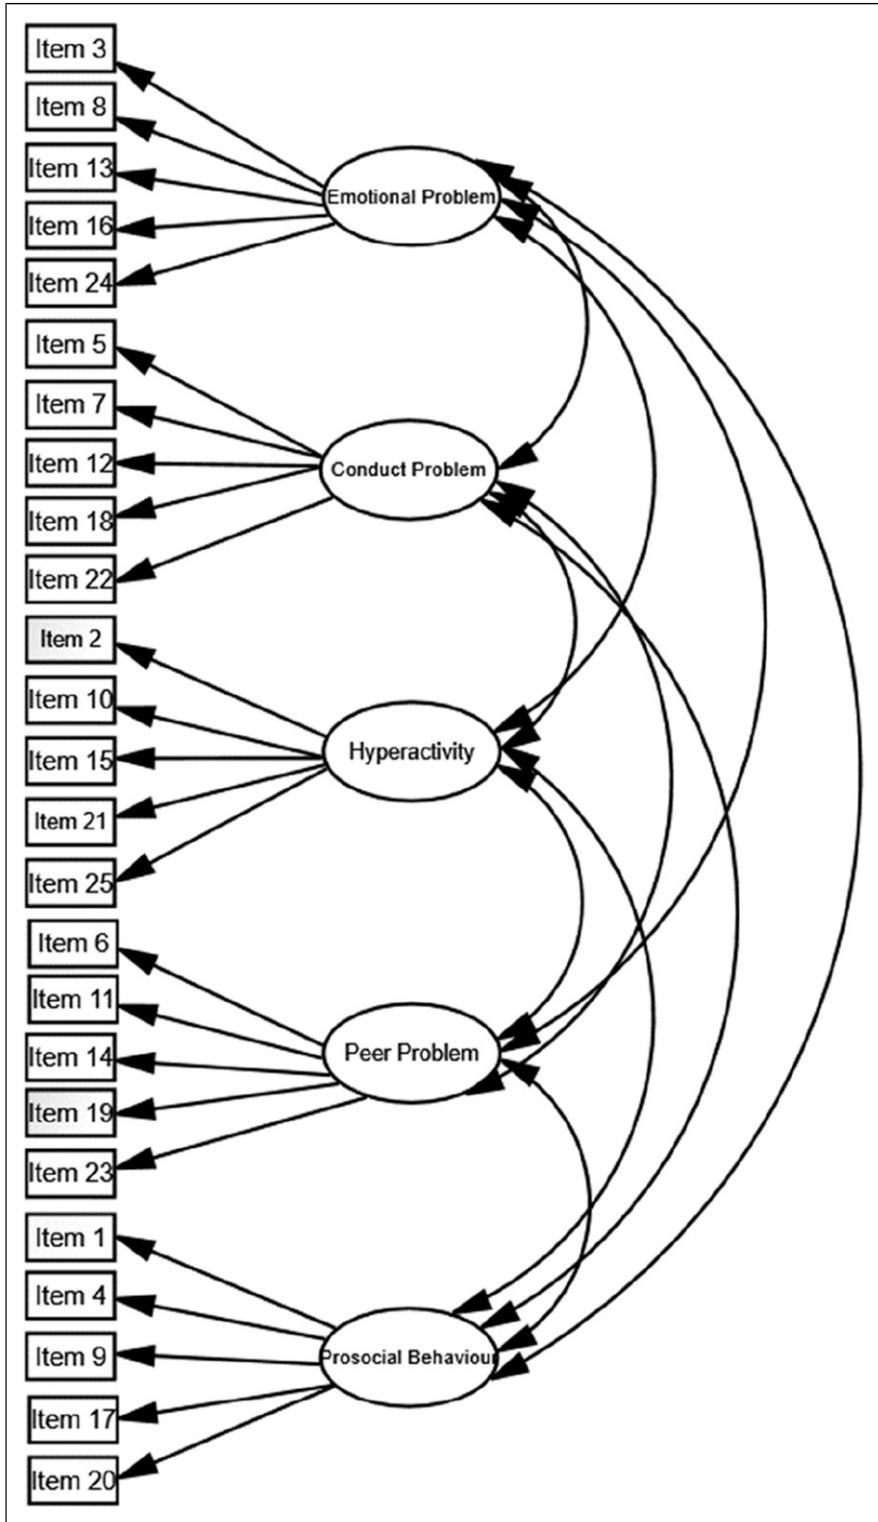 Item 3
Item 8
Item 13
Item 16
Item 24
Emotional Problem
Item 5
Item 7
Item 12
Item 18
Item 22
Conduct Problem
Item 2
Item 10
Item 15
Item 21
Item 25
Hyperactivity
Item 6
Item 11
Item 14
Item 19
Item 23
Peer Problem
Item 1
Item 4
Item 9
Item 17
Item 20
Prosocial Behaviour